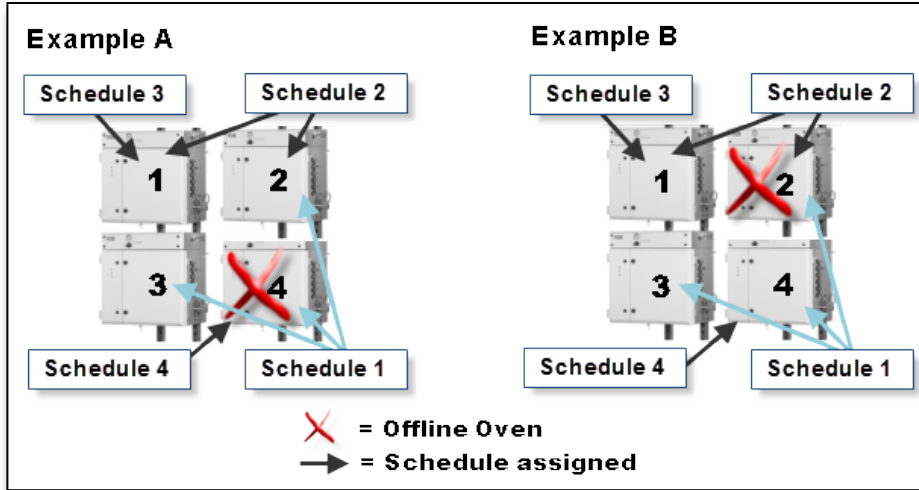 Example A
Schedule 3
Schedule 2
1
2
3
4
Schedule 4
Schedule 1
Example B
Schedule 3
Schedule 2
1
2
3
4
Schedule 4
Schedule 1
= Offline Oven
= Schedule assigned